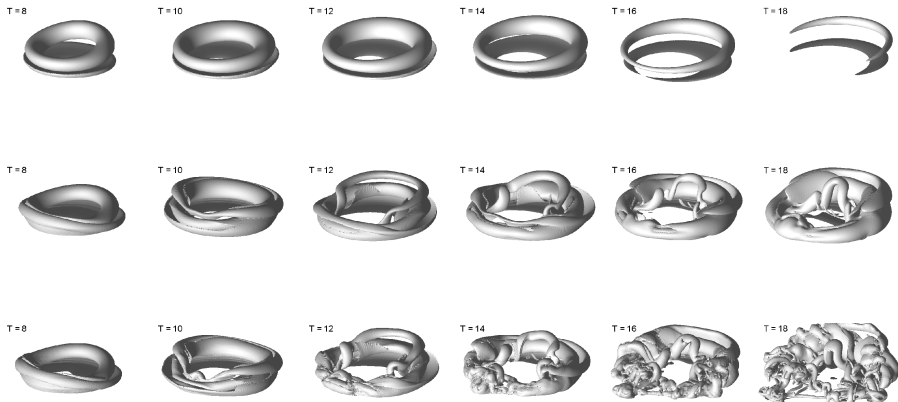 T = 8 T = 10 T = 12 T = 14 T = 16 T = 18
T = 8 T = 10 T = 12 T = 14 T = 16 T = 18
T = 8 T = 10 T = 12 T = 14 T = 16 T = 18